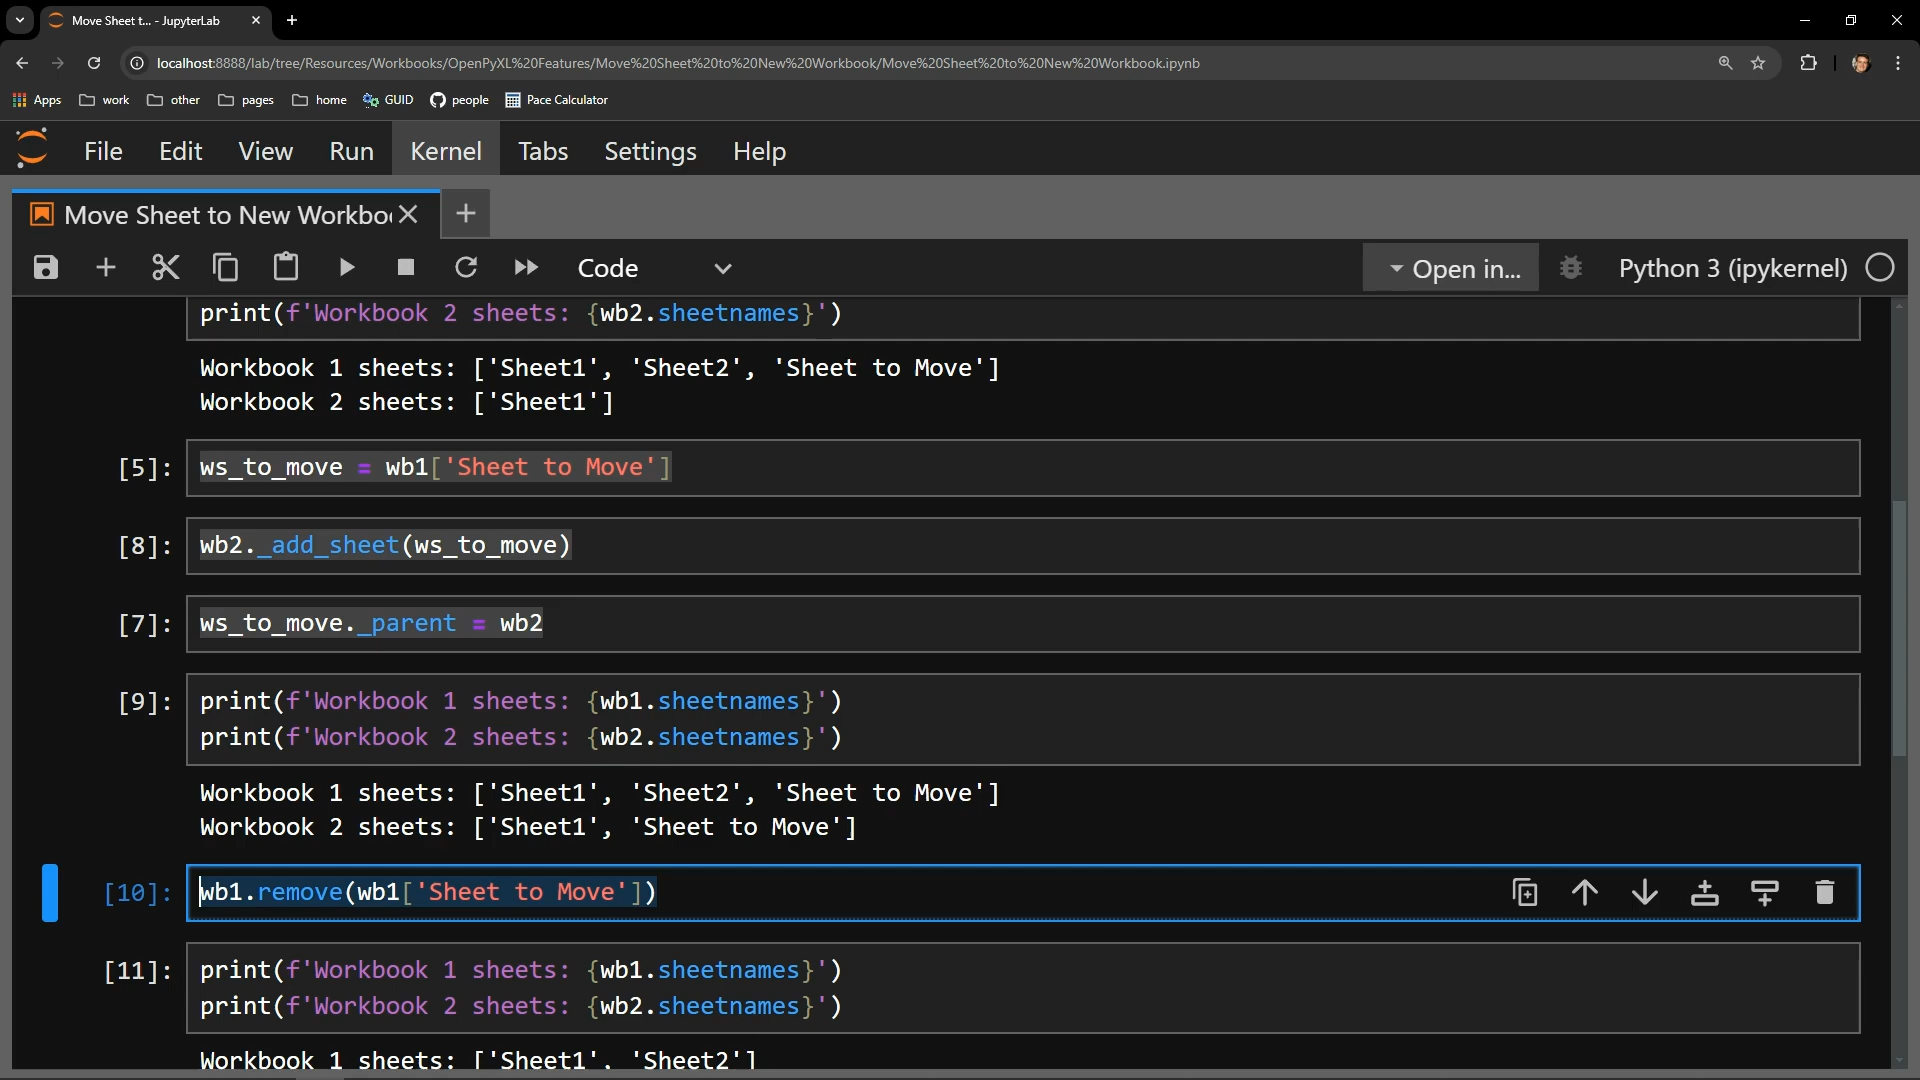 Move Sheet t... - JupyterLab
localhost:8888/lab/tree/Resources/Workbooks/OpenPyXL%20Features/Move%20Sheet%20to%20New%20Workbook/Move%20Sheet%20to%20New%20Workbook.ipynb
Apps work other pages home GUID people Pace Calculator
File Edit View Run Kernel Tabs Settings Help
Move Sheet to New Workbo
Code Open in... Python 3 (ipykernel)
print(f'Workbook 2 sheets: {wb2.sheetnames}')
Workbook 1 sheets: ['Sheet1', 'Sheet2', 'Sheet to Move']
Workbook 2 sheets: ['Sheet1']
[5]: ws_to_move = wb1['Sheet to Move']
[8]: wb2._add_sheet(ws_to_move)
[7]: ws_to_move._parent = wb2
[9]: print(f'Workbook 1 sheets: {wb1.sheetnames}')
print(f'Workbook 2 sheets: {wb2.sheetnames}')
Workbook 1 sheets: ['Sheet1', 'Sheet2', 'Sheet to Move']
Workbook 2 sheets: ['Sheet1', 'Sheet to Move']
[10]: wb1.remove(wb1['Sheet to Move'])
[11]: print(f'Workbook 1 sheets: {wb1.sheetnames}')
print(f'Workbook 2 sheets: {wb2.sheetnames}')
Workbook 1 sheets: ['Sheet1', 'Sheet2']